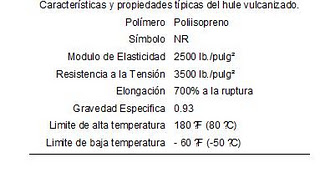 Características y propiedades típicas del hule vulcanizado.
Polímero Poliisopreno
Símbolo NR
Modulo de Elasticidad 2500 lb./pulg²
Resistencia a la Tensión 3500 lb./pulg²
Elongación 700% a la ruptura
Gravedad Especifica 0.93
Limite de alta temperatura 180 °F (80 °C)
Limite de baja temperatura - 60 °F (-50 °C)